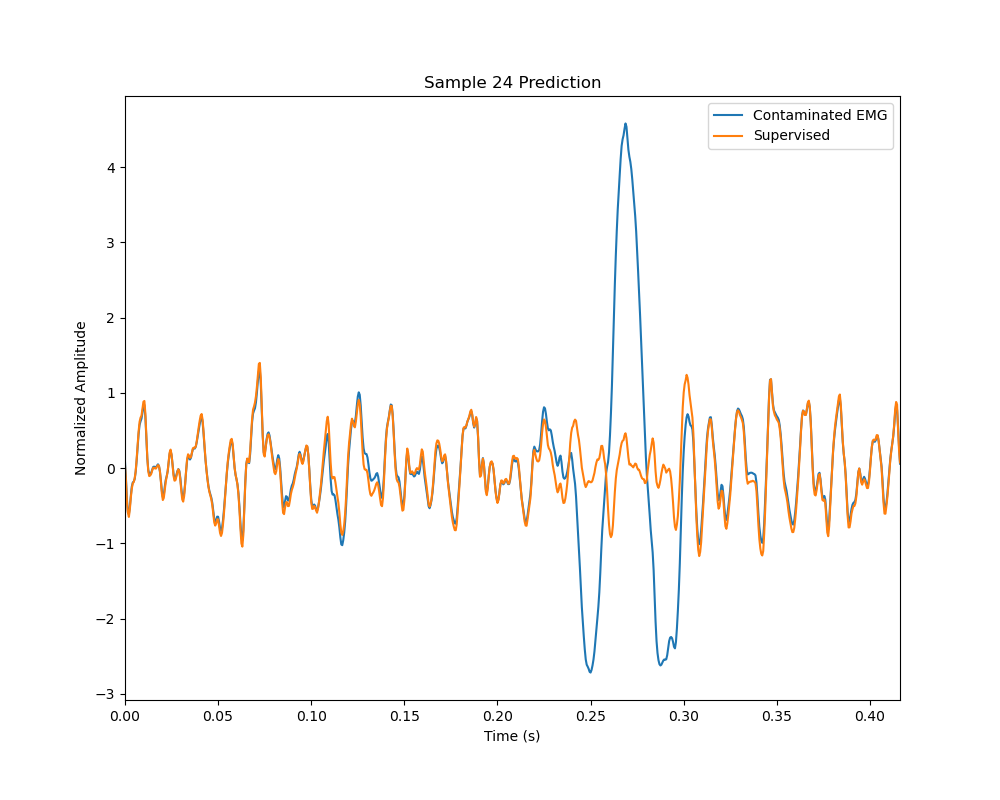 Sample 24 Prediction
Contaminated EMG
Supervised
Normalized Amplitude
4
3
2
1
0
−1
−2
−3
0.00 0.05 0.10 0.15 0.20 0.25 0.30 0.35 0.40
Time (s)